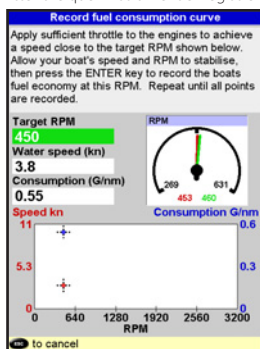 Record fuel consumption curve
Apply sufficient throttle to the engines to achieve
a speed close to the target RPM shown below.
Allow your boat's speed and RPM to stabilise,
then press the ENTER key to record the boats
fuel economy at this RPM. Repeat until all points
are recorded.
Target RPM
450
Water speed (kn)
3.8
Consumption (G/nm)
0.55
RPM
269 631
453 460
Speed kn Consumption G/nm
11 0.6
5.3 0.3
0 0
0 640 1280 1920 2560 3200
RPM
ESC to cancel